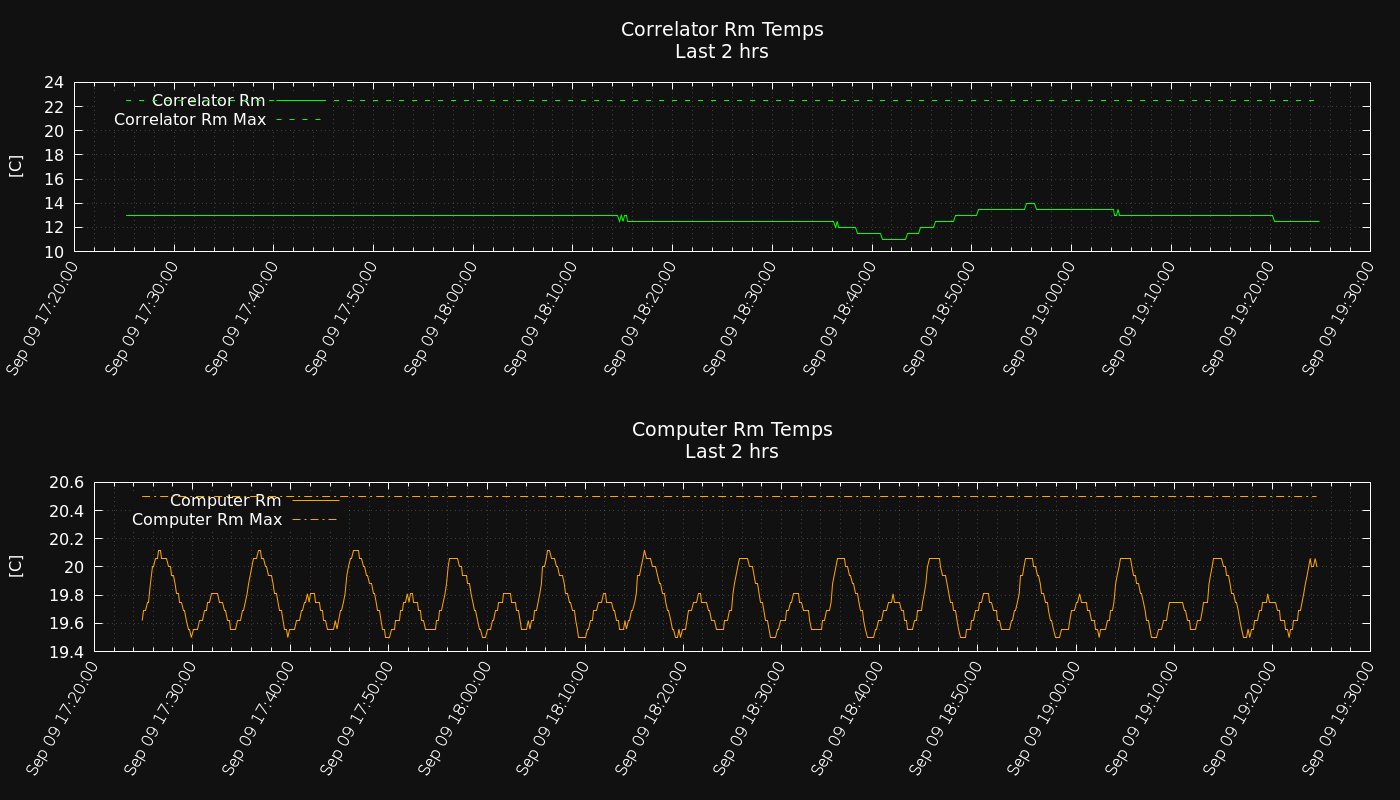 Correlator Rm Temps
Last 2 hrs
24
22
20
18
16
14
12
10
[C]
Correlator Rm
Correlator Rm Max
Sep 09 17:20:00
Sep 09 17:30:00
Sep 09 17:40:00
Sep 09 17:50:00
Sep 09 18:00:00
Sep 09 18:10:00
Sep 09 18:20:00
Sep 09 18:30:00
Sep 09 18:40:00
Sep 09 18:50:00
Sep 09 19:00:00
Sep 09 19:10:00
Sep 09 19:20:00
Sep 09 19:30:00
Computer Rm Temps
Last 2 hrs
20.6
20.4
20.2
20
19.8
19.6
19.4
[C]
Computer Rm
Computer Rm Max
Sep 09 17:20:00
Sep 09 17:30:00
Sep 09 17:40:00
Sep 09 17:50:00
Sep 09 18:00:00
Sep 09 18:10:00
Sep 09 18:20:00
Sep 09 18:30:00
Sep 09 18:40:00
Sep 09 18:50:00
Sep 09 19:00:00
Sep 09 19:10:00
Sep 09 19:20:00
Sep 09 19:30:00